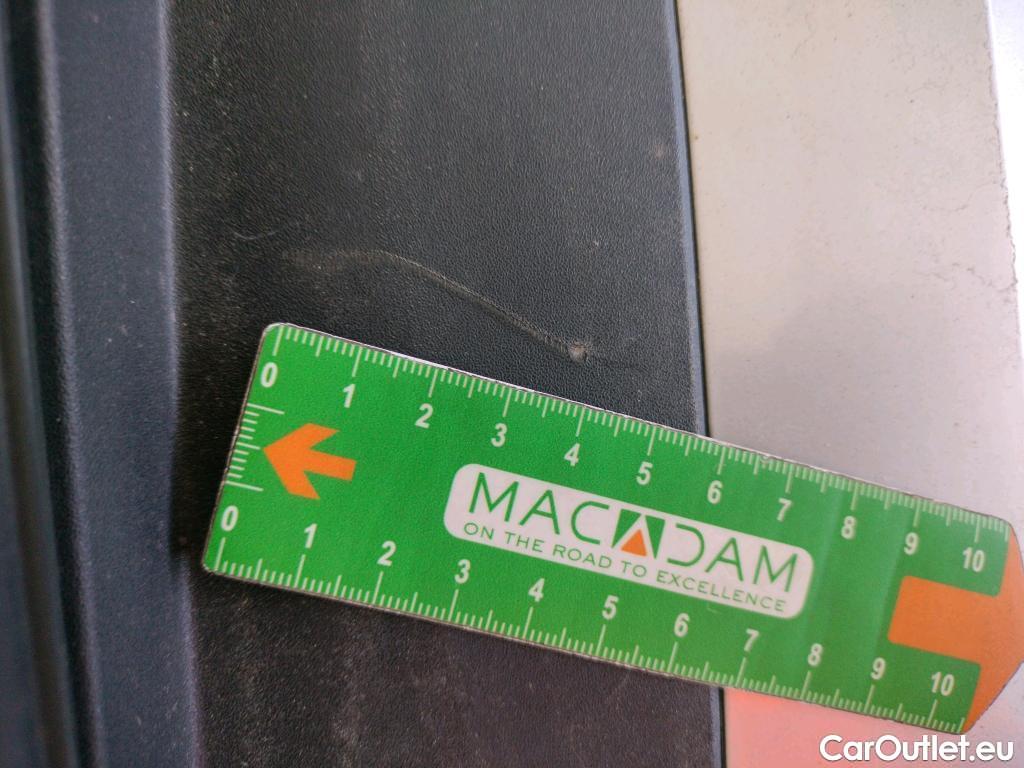 0 1 2 3 4 5 6 7 8 9 10
MACADAM
ON THE ROAD TO EXCELLENCE
0 1 2 3 4 5 6 7 8 9 10
CarOutlet.eu